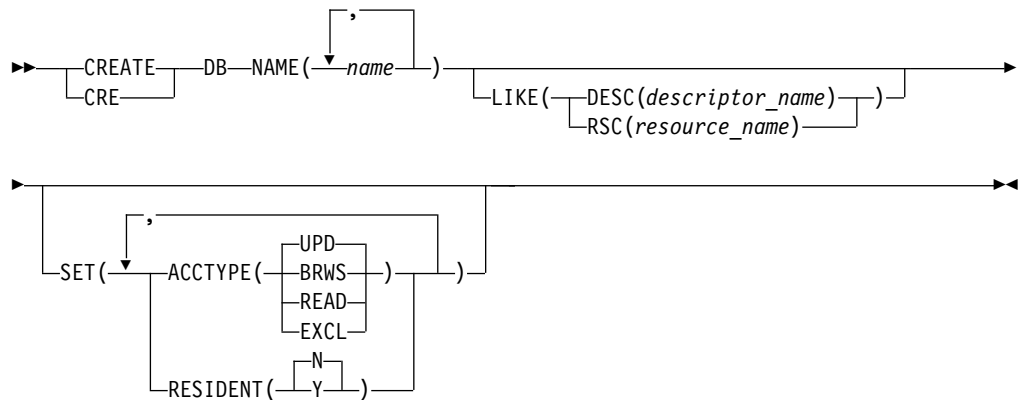 ,
CREATE DB NAME( name )
CRE LIKE( DESC(descriptor_name) )
RSC(resource_name)
,
UPD
SET( ACCTYPE( BRWS ) )
READ
EXCL
N
RESIDENT( Y )